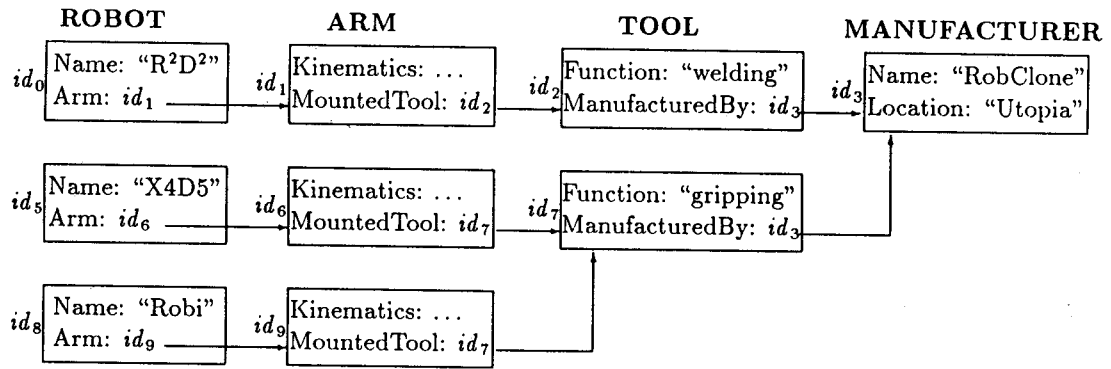 ROBOT ARM TOOL MANUFACTURER
id₀ Name: “R²D²”
Arm: id₁
id₁ Kinematics: ...
MountedTool: id₂
id₂ Function: “welding”
ManufacturedBy: id₃
id₃ Name: “RobClone”
Location: “Utopia”
id₅ Name: “X4D5”
Arm: id₆
id₆ Kinematics: ...
MountedTool: id₇
id₇ Function: “gripping”
ManufacturedBy: id₃
id₈ Name: “Robi”
Arm: id₉
id₉ Kinematics: ...
MountedTool: id₇